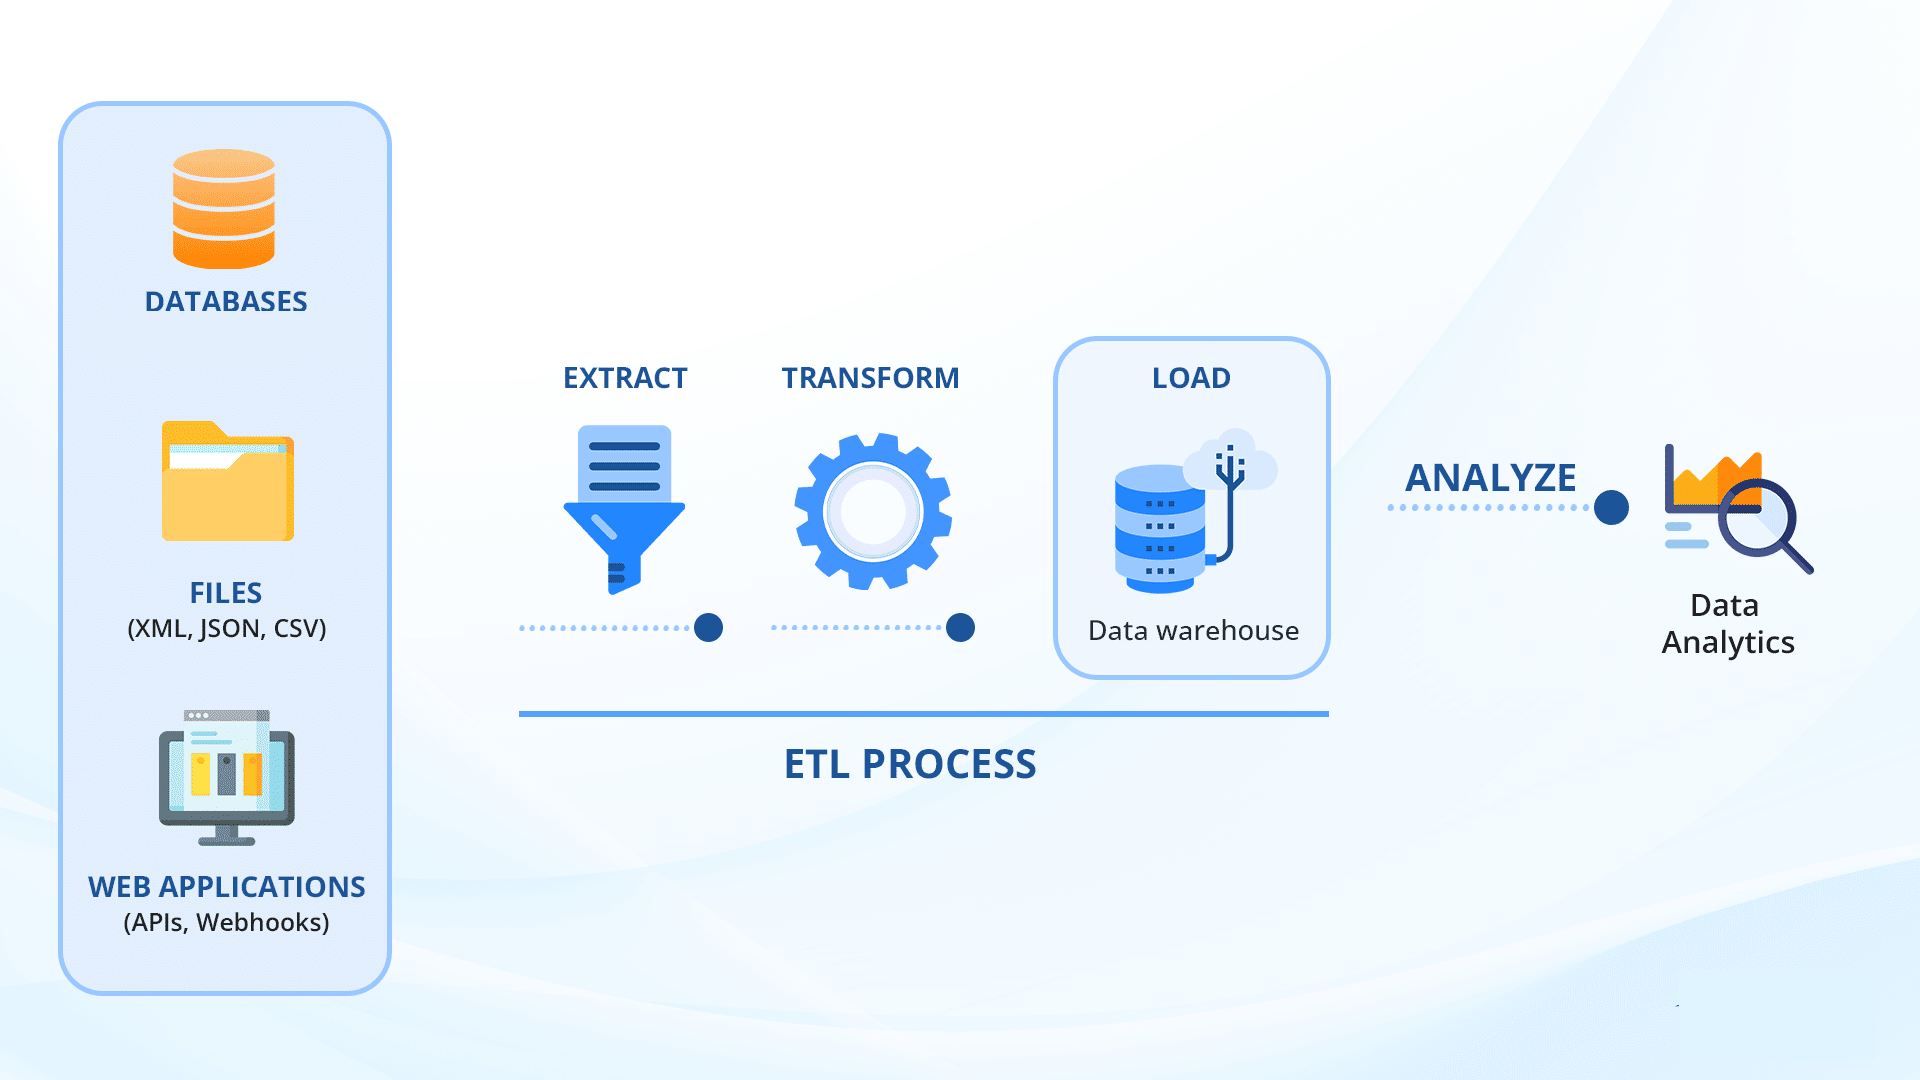 DATABASES
FILES
(XML, JSON, CSV)
WEB APPLICATIONS
(APIs, Webhooks)
EXTRACT
TRANSFORM
LOAD
Data warehouse
ETL PROCESS
ANALYZE
Data
Analytics